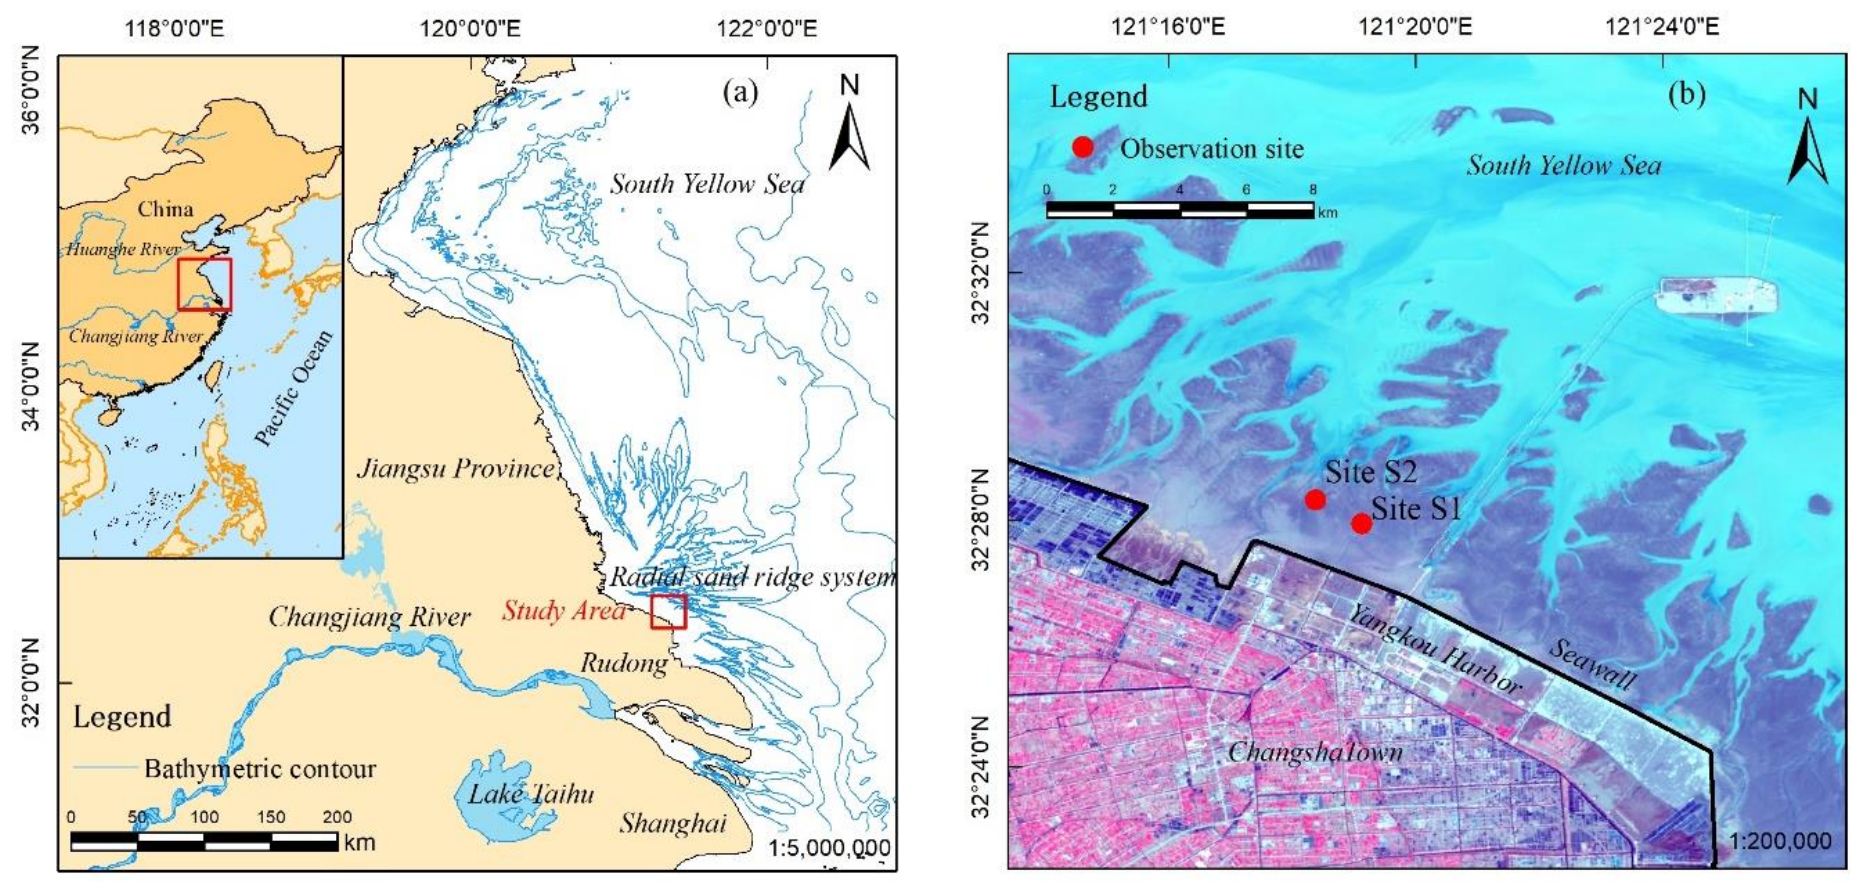 118°0'0"E
120°0'0"E
122°0'0"E
36°0'0"N
34°0'0"N
32°0'0"N
(a)
N
South Yellow Sea
China
Huanghe River
Changjiang River
Pacific Ocean
Jiangsu Province
Radial sand ridge system
Study Area
Changjiang River
Rudong
Legend
Bathymetric contour
0 50 100 150 200
km
Lake Taihu
Shanghai
1:5,000,000
121°16'0"E
121°20'0"E
121°24'0"E
32°32'0"N
32°28'0"N
32°24'0"N
Legend
(b)
N
Observation site
South Yellow Sea
0 2 4 6 8
km
Site S2
Site S1
Yangkou Harbor
Seawall
ChangshaTown
1:200,000